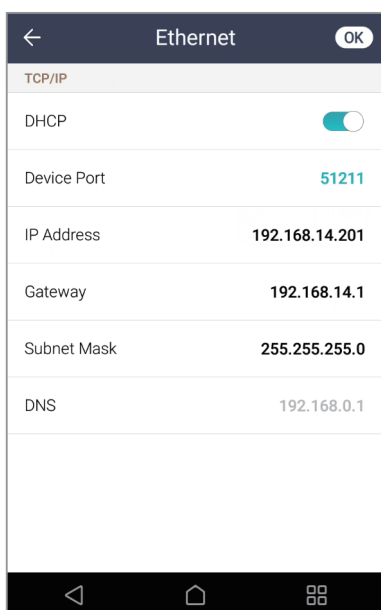 Ethernet OK
TCP/IP
DHCP
Device Port 51211
IP Address 192.168.14.201
Gateway 192.168.14.1
Subnet Mask 255.255.255.0
DNS 192.168.0.1